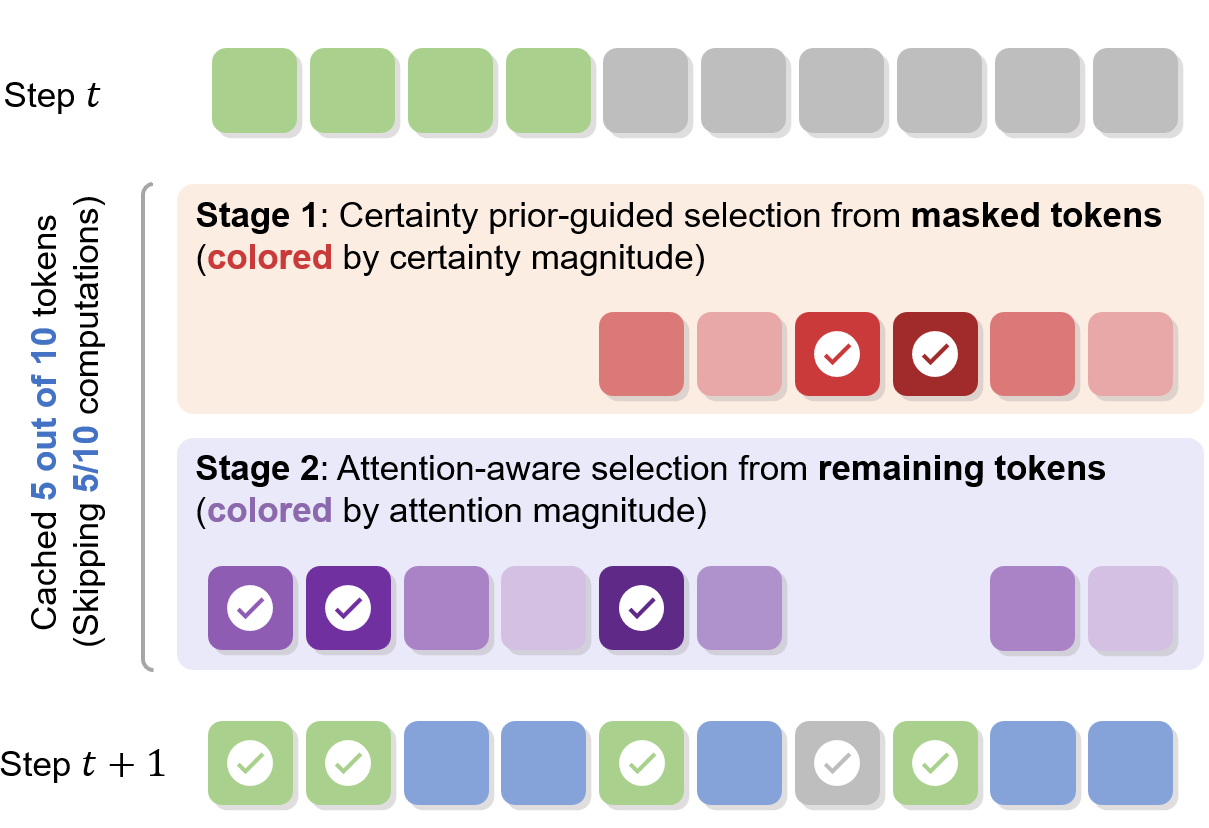 Step t
Stage 1: Certainty prior-guided selection from masked tokens
(colored by certainty magnitude)
Cached 5 out of 10 tokens
(Skipping 5/10 computations)
Stage 2: Attention-aware selection from remaining tokens
(colored by attention magnitude)
Step t + 1